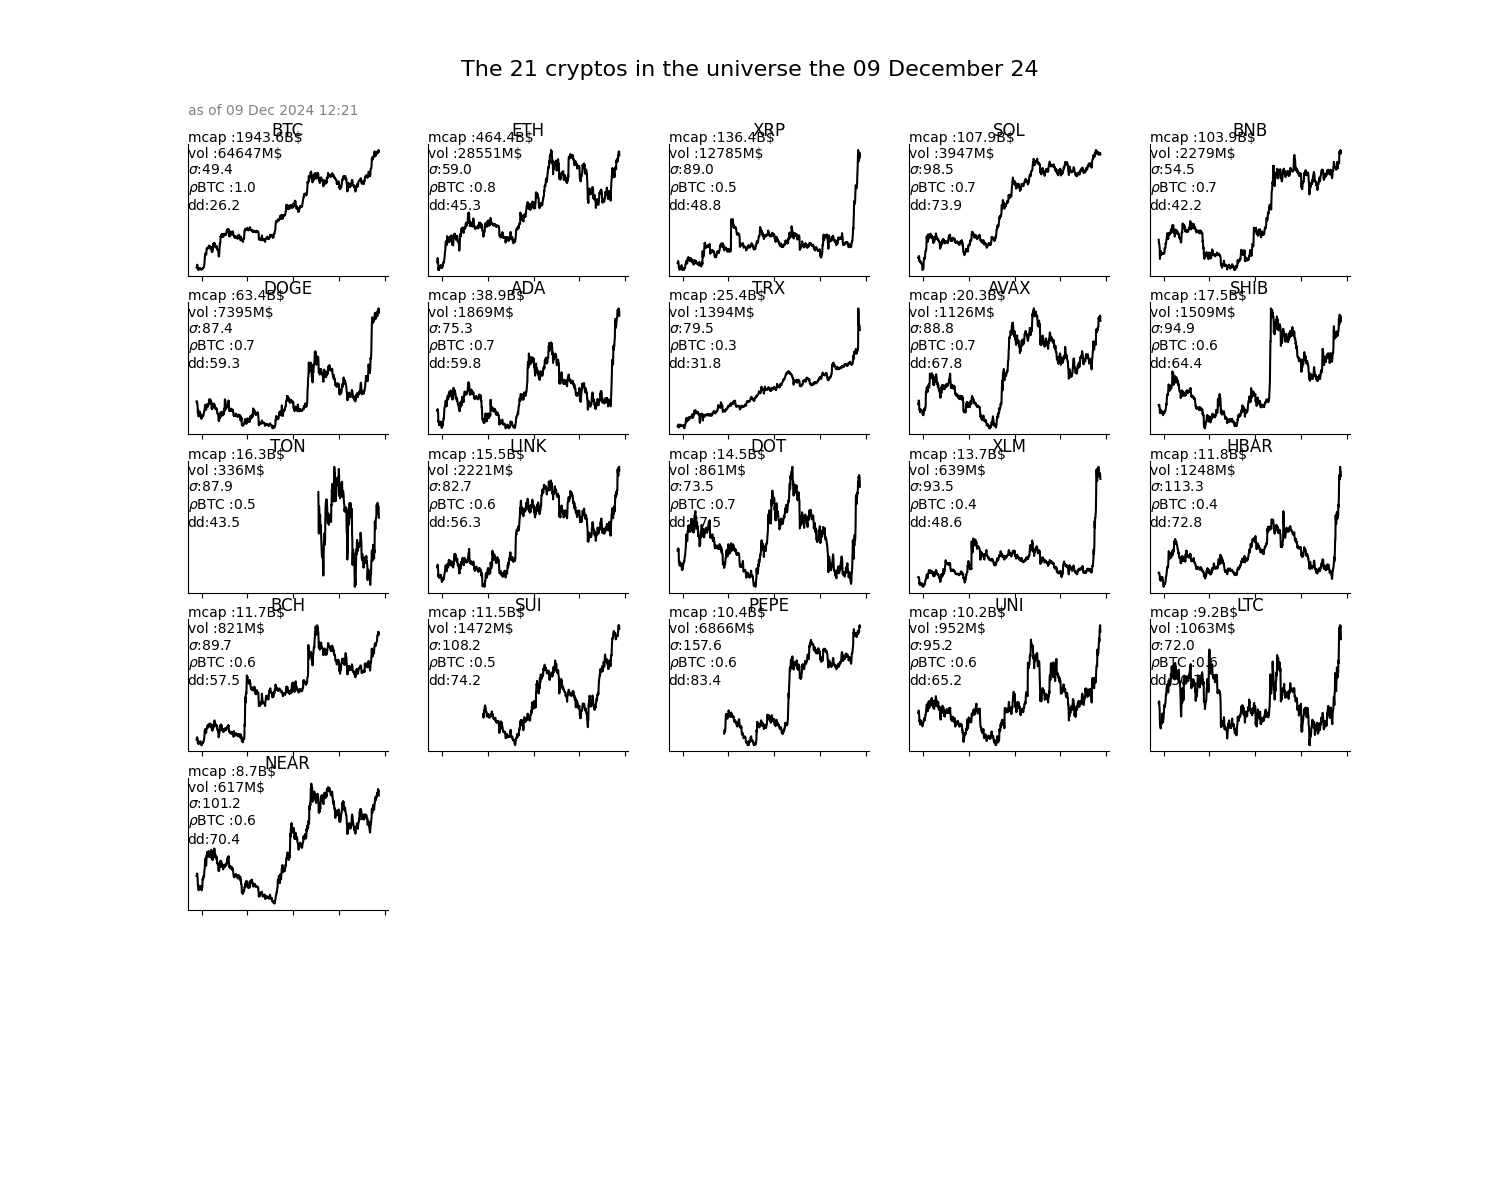 The 21 cryptos in the universe the 09 December 24
as of 09 Dec 2024 12:21
BTC
mcap :1943.6B$
vol :64647M$
σ:49.4
ρBTC :1.0
dd:26.2
ETH
mcap :464.4B$
vol :28551M$
σ:59.0
ρBTC :0.8
dd:45.3
XRP
mcap :136.4B$
vol :12785M$
σ:89.0
ρBTC :0.5
dd:48.8
SOL
mcap :107.9B$
vol :3947M$
σ:98.5
ρBTC :0.7
dd:73.9
BNB
mcap :103.9B$
vol :2279M$
σ:54.5
ρBTC :0.7
dd:42.2
DOGE
mcap :63.4B$
vol :7395M$
σ:87.4
ρBTC :0.7
dd:59.3
ADA
mcap :38.9B$
vol :1869M$
σ:75.3
ρBTC :0.7
dd:59.8
TRX
mcap :25.4B$
vol :1394M$
σ:79.5
ρBTC :0.3
dd:31.8
AVAX
mcap :20.3B$
vol :1126M$
σ:88.8
ρBTC :0.7
dd:67.8
SHIB
mcap :17.5B$
vol :1509M$
σ:94.9
ρBTC :0.6
dd:64.4
TON
mcap :16.3B$
vol :336M$
σ:87.9
ρBTC :0.5
dd:43.5
LINK
mcap :15.5B$
vol :2221M$
σ:82.7
ρBTC :0.6
dd:56.3
DOT
mcap :14.5B$
vol :861M$
σ:73.5
ρBTC :0.7
XLM
mcap :13.7B$
vol :639M$
σ:93.5
ρBTC :0.4
dd:48.6
HBAR
mcap :11.8B$
vol :1248M$
σ:113.3
ρBTC :0.4
dd:72.8
BCH
mcap :11.7B$
vol :821M$
σ:89.7
ρBTC :0.6
dd:57.5
SUI
mcap :11.5B$
vol :1472M$
σ:108.2
ρBTC :0.5
dd:74.2
PEPE
mcap :10.4B$
vol :6866M$
σ:157.6
ρBTC :0.6
dd:83.4
UNI
mcap :10.2B$
vol :952M$
σ:95.2
ρBTC :0.6
dd:65.2
LTC
mcap :9.2B$
vol :1063M$
σ:72.0
ρBTC :0.6
NEAR
mcap :8.7B$
vol :617M$
σ:101.2
ρBTC :0.6
dd:70.4